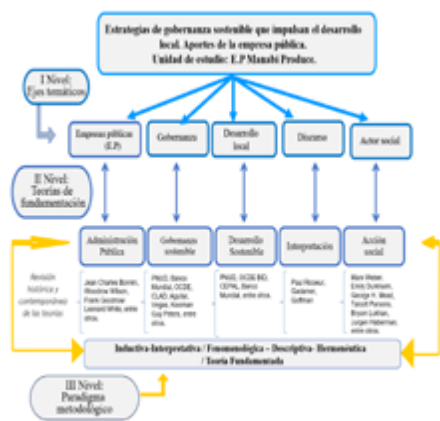 Estrategias de gobernanza sostenible que impulsan el desarrollo
local. Aportes de la empresa pública.
Unidad de estudio: E.P Manabí Produce.
I Nivel:
Ejes temáticos
Empresas públicas
(E.P)
Gobernanza
Desarrollo
local
Discurso
Actor social
II Nivel:
Teorías de
fundamentación
Administración
Pública
Gobernanza
sostenible
Desarrollo
Sostenible
Interpretación
Acción
social
Revisión
histórica y
contemporánea
de las teorías
Jean Charles Bonnin,
Woodrow Wilson,
Frank Goodnow
Leonard White, entre
otros.
PNUD, Banco
Mundial, OCDE,
CLAD, Aguilar,
Vegas, Kooiman
Guy Peters, entre
otros.
PNUD, OCDE BID,
CEPAL, Banco
Mundial, entre otros.
Paul Ricoeur,
Gadamer,
Goffman
Max Weber,
Emily Durkheim,
George H. Mead,
Talcott Parsons,
Jurgen Habermas,
entre otros.
Inductiva-Interpretativa / Fenomenológica – Descriptiva- Hermenéutica
/ Teoría Fundamentada
III Nivel:
Paradigma
metodológico